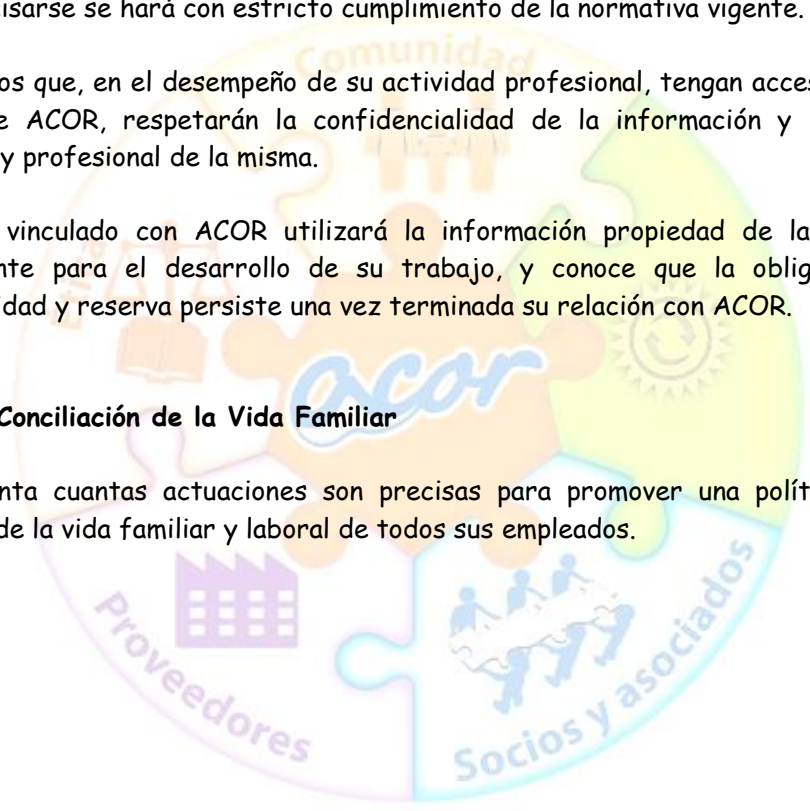 cisarse se hará con estricto cumplimiento de la normativa vigente.
os que, en el desempeño de su actividad profesional, tengan acces
e ACOR, respetarán la confidencialidad de la información y
y profesional de la misma.
vinculado con ACOR utilizará la información propiedad de la
nte para el desarrollo de su trabajo, y conoce que la oblig
idad y reserva persiste una vez terminada su relación con ACOR.
Conciliación de la Vida Familiar
nta cuantas actuaciones son precisas para promover una polít
de la vida familiar y laboral de todos sus empleados.
Comunidad
Ética
acor
Proveedores
Socios y asociados